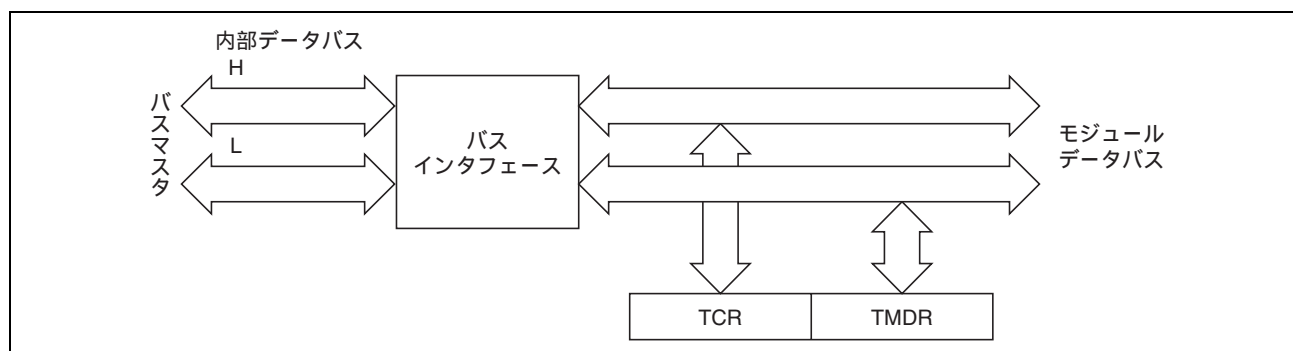 内部データバス
H
バスマスタ
L
バス
インタフェース
モジュール
データバス
TCR
TMDR